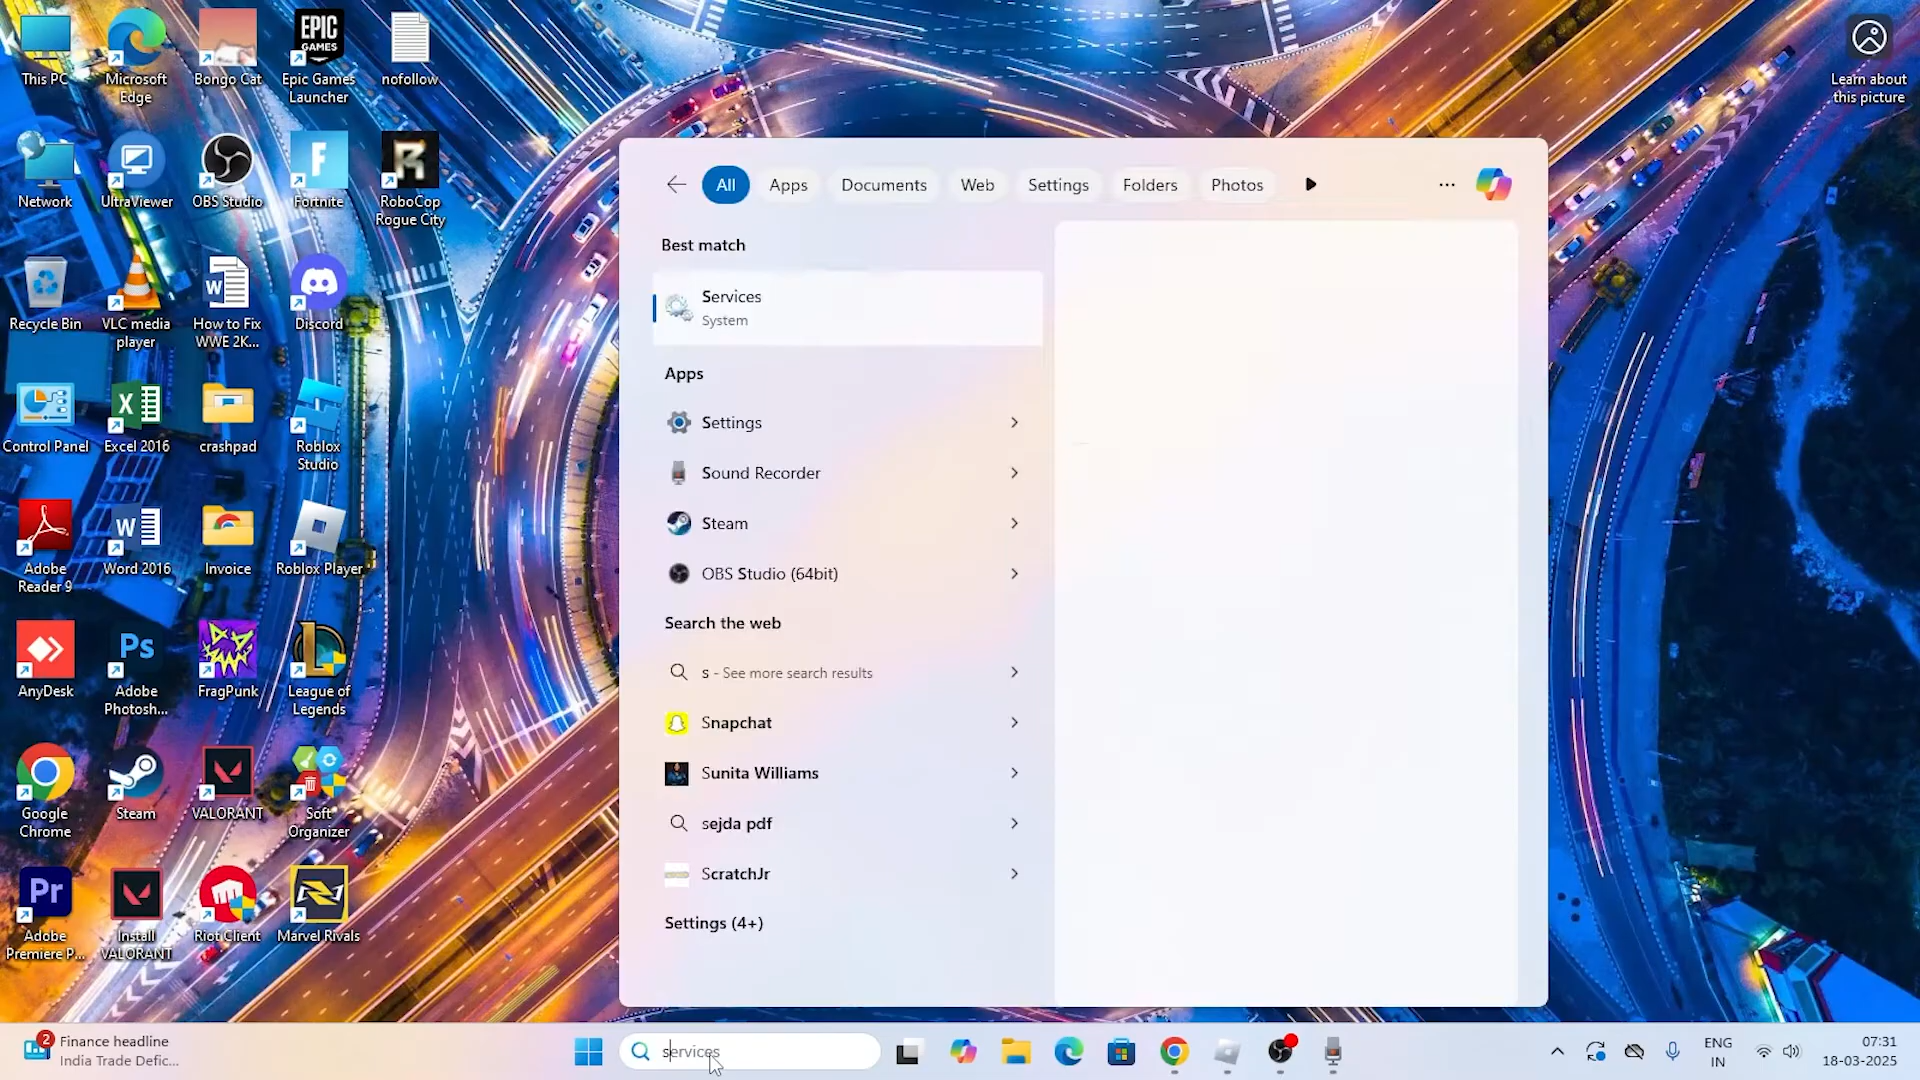 This PC
Microsoft
Edge
Bongo Cat
EPIC
GAMES
Epic Games
Launcher
nofollow
Learn about
this picture
Network
UltraViewer
OBS Studio
Fortnite
RoboCop
Rogue City
Recycle Bin
VLC media
player
How to Fix
WWE 2K...
Discord
Control Panel
Excel 2016
crashpad
Roblox
Studio
Adobe
Reader 9
Word 2016
Invoice
Roblox Player
AnyDesk
Ps
Adobe
Photosh...
FragPunk
League of
Legends
Google
Chrome
Steam
VALORANT
Soft
Organizer
Pr
Adobe
Premiere P...
Install
VALORANT
Riot Client
Marvel Rivals
All
Apps
Documents
Web
Settings
Folders
Photos
Best match
Services
System
Apps
Settings
Sound Recorder
Steam
OBS Studio (64bit)
Search the web
s - See more search results
Snapchat
Sunita Williams
sejda pdf
ScratchJr
Settings (4+)
2
Finance headline
India Trade Defic...
services
ENG
IN
07:31
18-03-2025